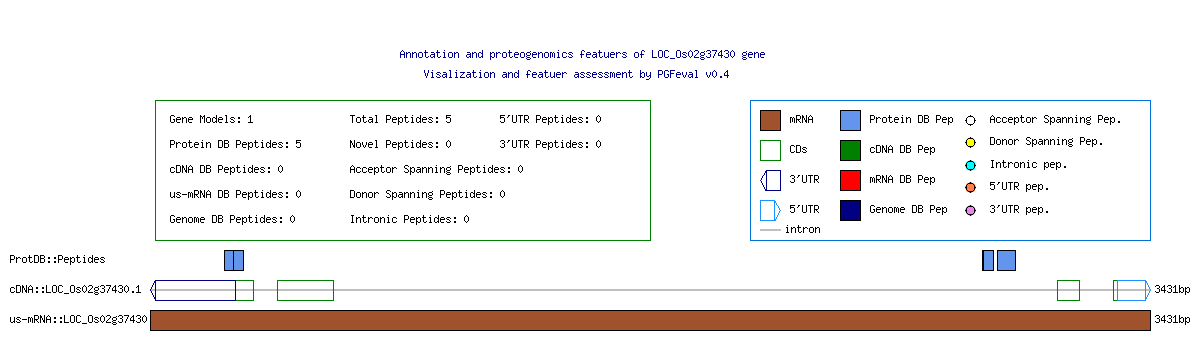 Annotation and proteogenomics featuers of LOC_Os02g37430 gene
Visalization and featuer assessment by PGFeval v0.4
Gene Models: 1 Total Peptides: 5 5'UTR Peptides: 0
Protein DB Peptides: 5 Novel Peptides: 0 3'UTR Peptides: 0
cDNA DB Peptides: 0 Acceptor Spanning Peptides: 0
us-mRNA DB Peptides: 0 Donor Spanning Peptides: 0
Genome DB Peptides: 0 Intronic Peptides: 0
mRNA Protein DB Pep Acceptor Spanning Pep.
CDs cDNA DB Pep Donor Spanning Pep.
3'UTR mRNA DB Pep Intronic pep.
5'UTR Genome DB Pep 5'UTR pep.
intron 3'UTR pep.
ProtDB::Peptides
cDNA::LOC_Os02g37430.1 3431bp
us-mRNA::LOC_Os02g37430 3431bp